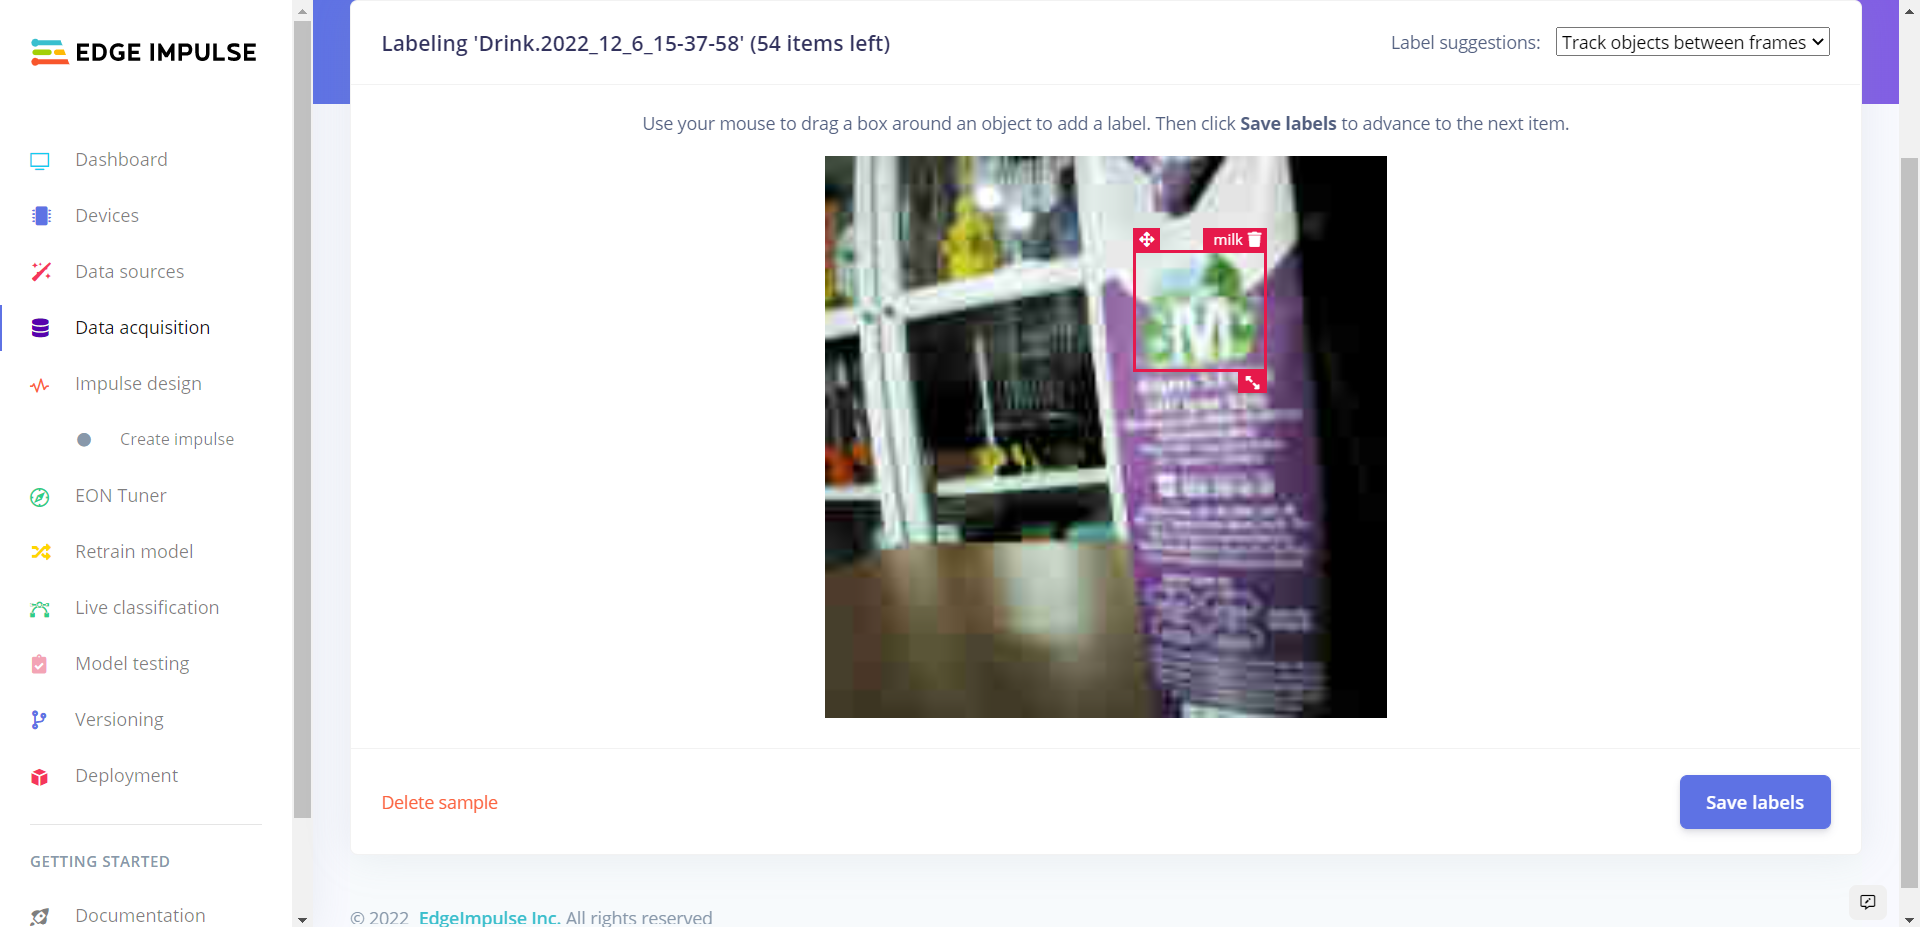 EDGE IMPULSE
Dashboard
Devices
Data sources
Data acquisition
Impulse design
Create impulse
EON Tuner
Retrain model
Live classification
Model testing
Versioning
Deployment
GETTING STARTED
Documentation
Labeling 'Drink.2022_12_6_15-37-58' (54 items left)
Label suggestions: Track objects between frames
Use your mouse to drag a box around an object to add a label. Then click Save labels to advance to the next item.
milk
M
Delete sample
Save labels
© 2022 EdgeImpulse Inc. All rights reserved